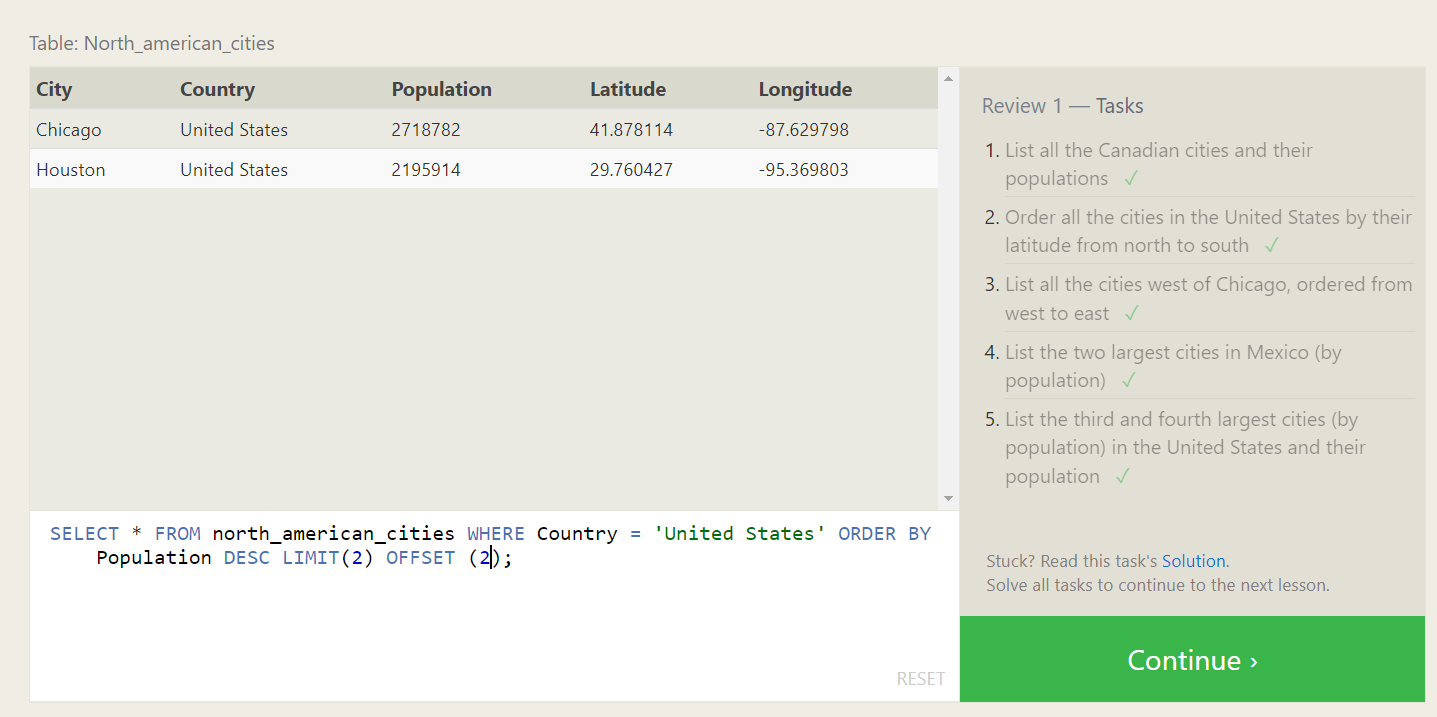 Table: North_american_cities
City Country Population Latitude Longitude
Chicago United States 2718782 41.878114 -87.629798
Houston United States 2195914 29.760427 -95.369803
SELECT * FROM north_american_cities WHERE Country = 'United States' ORDER BY
Population DESC LIMIT(2) OFFSET (2);
RESET
Review 1 — Tasks
1. List all the Canadian cities and their
populations ✓
2. Order all the cities in the United States by their
latitude from north to south ✓
3. List all the cities west of Chicago, ordered from
west to east ✓
4. List the two largest cities in Mexico (by
population) ✓
5. List the third and fourth largest cities (by
population) in the United States and their
population ✓
Stuck? Read this task's Solution.
Solve all tasks to continue to the next lesson.
Continue ›